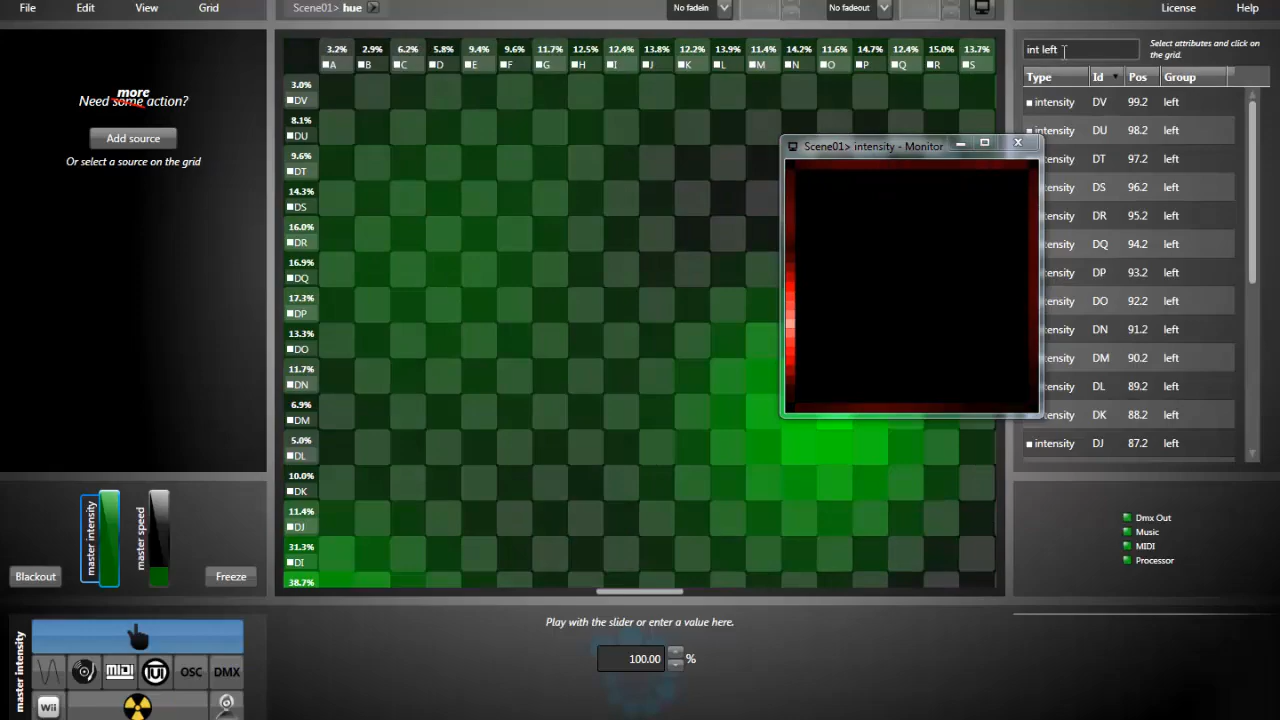 File Edit View Grid
Scene01> hue
No fadein
No fadeout
License Help
Need some action?
more
Add source
Or select a source on the grid
3.2% 2.9% 6.2% 5.8% 9.4% 9.6% 11.7% 12.5% 12.4% 13.8% 12.2% 13.9% 11.4% 14.2% 11.6% 14.7% 12.4% 15.0% 13.7%
A B C D E F G H I J K L M N O P Q R S
3.0%
DV
8.1%
DU
9.6%
DT
14.3%
DS
16.0%
DR
16.9%
DQ
17.3%
DP
13.3%
DO
11.7%
DN
6.9%
DM
5.0%
DL
10.0%
DK
11.4%
DJ
31.3%
DI
38.7%
Scene01> intensity - Monitor
int left
Select attributes and click on
the grid.
Type Id Pos Group
intensity DV 99.2 left
intensity DU 98.2 left
intensity DT 97.2 left
intensity DS 96.2 left
intensity DR 95.2 left
intensity DQ 94.2 left
intensity DP 93.2 left
intensity DO 92.2 left
intensity DN 91.2 left
intensity DM 90.2 left
intensity DL 89.2 left
intensity DK 88.2 left
intensity DJ 87.2 left
master intensity
master speed
Blackout
Freeze
Dmx Out
Music
MIDI
Processor
Play with the slider or enter a value here.
100.00 %
master intensity
MIDI
OSC
DMX
Wii